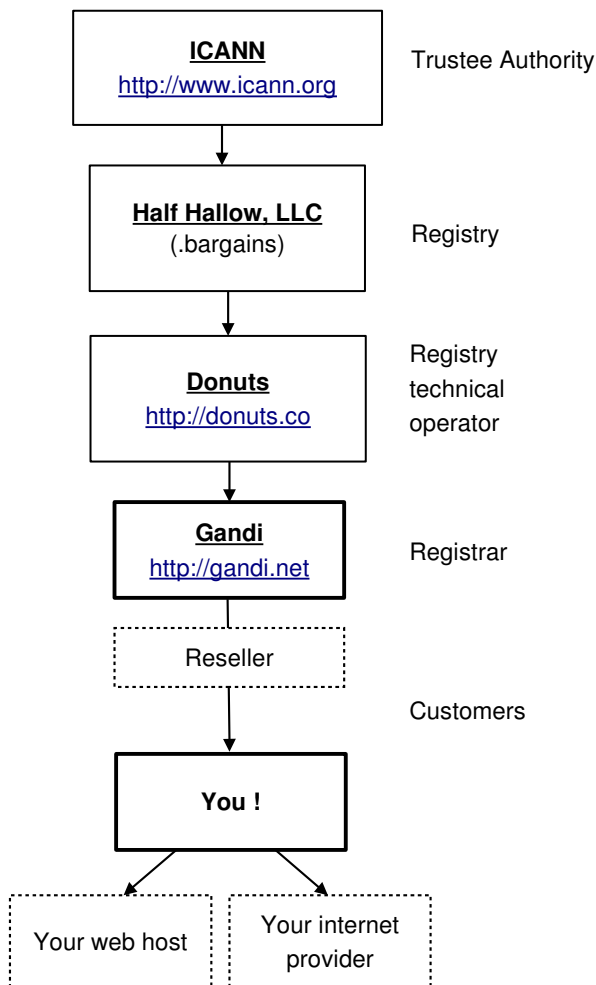 ICANN
http://www.icann.org
Trustee Authority
Half Hallow, LLC
(.bargains)
Registry
Donuts
http://donuts.co
Registry
technical
operator
Gandi
http://gandi.net
Registrar
Reseller
Customers
You !
Your web host
Your internet
provider